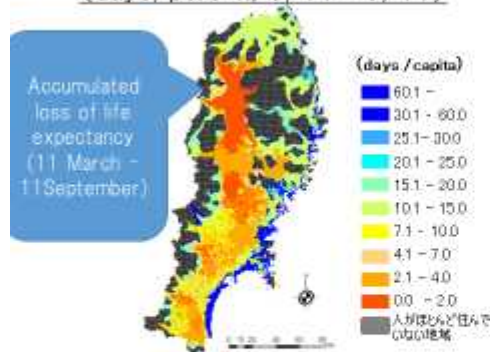 Accumulated
loss of life
expectancy
(11 March -
11September)
(days /capita)
60.1 -
30.1 - 60.0
25.1 - 30.0
20.1 - 25.0
15.1 - 20.0
10.1 - 15.0
7.1 - 10.0
4.1 - 7.0
2.1 - 4.0
0.0 - 2.0
人がほとんど住んで
いない地域